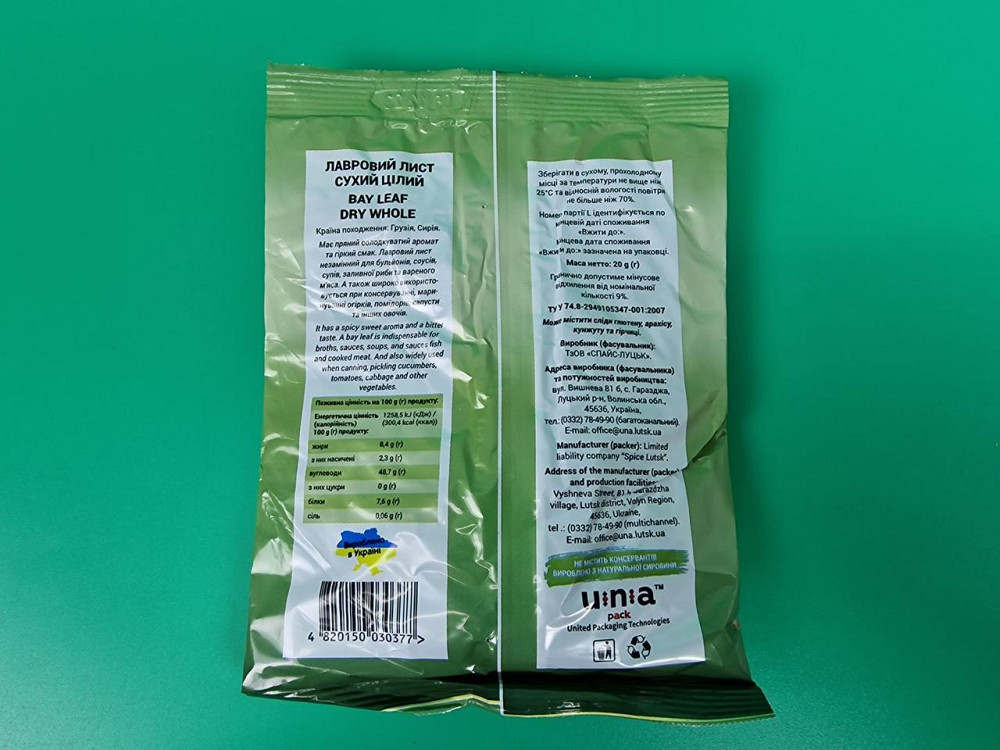 ЛАВРОВИЙ ЛИСТ
СУХИЙ ЦІЛИЙ
BAY LEAF
DRY WHOLE
Країна походження: Грузія, Сирія.
Має пряний солодкуватий аромат
та гіркий смак. Лавровий лист
незамінний для бульйонів, соусів,
супів, заливної риби та вареного
м'яса. А також широко використо-
вується при консервуванні, мари-
нуванні огірків, помідорів, капусти
та інших овочів.
It has a spicy sweet aroma and a bitter
taste. A bay leaf is indispensable for
broths, sauces, soups, and sauces fish
and cooked meat. And also widely used
when canning, pickling cucumbers,
tomatoes, cabbage and other
vegetables.
Поживна цінність на 100 g (г) продукту:
Енергетична цінність 1258,5 kJ (кДж) /
(калорійність) (300,4 kcal (ккал))
100 g (г) продукту:
жири 8,4 g (г)
з них насичені 2,3 g (г)
вуглеводи 48,7 g (г)
з них цукри 0 g (г)
білки 7,6 g (г)
сіль 0,06 g (г)
Вироблено
в Україні
4 820150 030377 >
Зберігати в сухому, прохолодному
місці за температури не вище ніж
25°С та відносній вологості повітря
не більше ніж 70%.
Номер партії L ідентифікується по
кінцевій даті споживання
«Вжити до:».
Кінцева дата споживання
«Вжити до:» зазначена на упаковці.
Маса нетто: 20 g (г)
Гранично допустиме мінусове
відхилення від номінальної
кількості 9%.
ТУ У 74.8-2949105347-001:2007
Може містити сліди глютену, арахісу,
кунжуту та гірчиці.
Виробник (фасувальник):
ТзОВ «СПАЙС-ЛУЦЬК».
Адреса виробника (фасувальника)
та потужностей виробництва:
вул. Вишнева 81 б, с. Гаразджа,
Луцький р-н, Волинська обл.,
45636, Україна,
тел.: (0332) 78-49-90 (багатоканальний).
E-mail: office@una.lutsk.ua
Manufacturer (packer): Limited
liability company "Spice Lutsk".
Address of the manufacturer (packer)
and production facilities:
Vyshneva Street, 81 Garazdzha
village, Lutsk district, Volyn Region,
45636, Ukraine,
tel .: (0332) 78-49-90 (multichannel).
E-mail: office@una.lutsk.ua
НЕ МІСТИТЬ КОНСЕРВАНТІВ
ВИРОБЛЕНО З НАТУРАЛЬНОЇ СИРОВИНИ
u:n:a™
pack
United Packaging Technologies